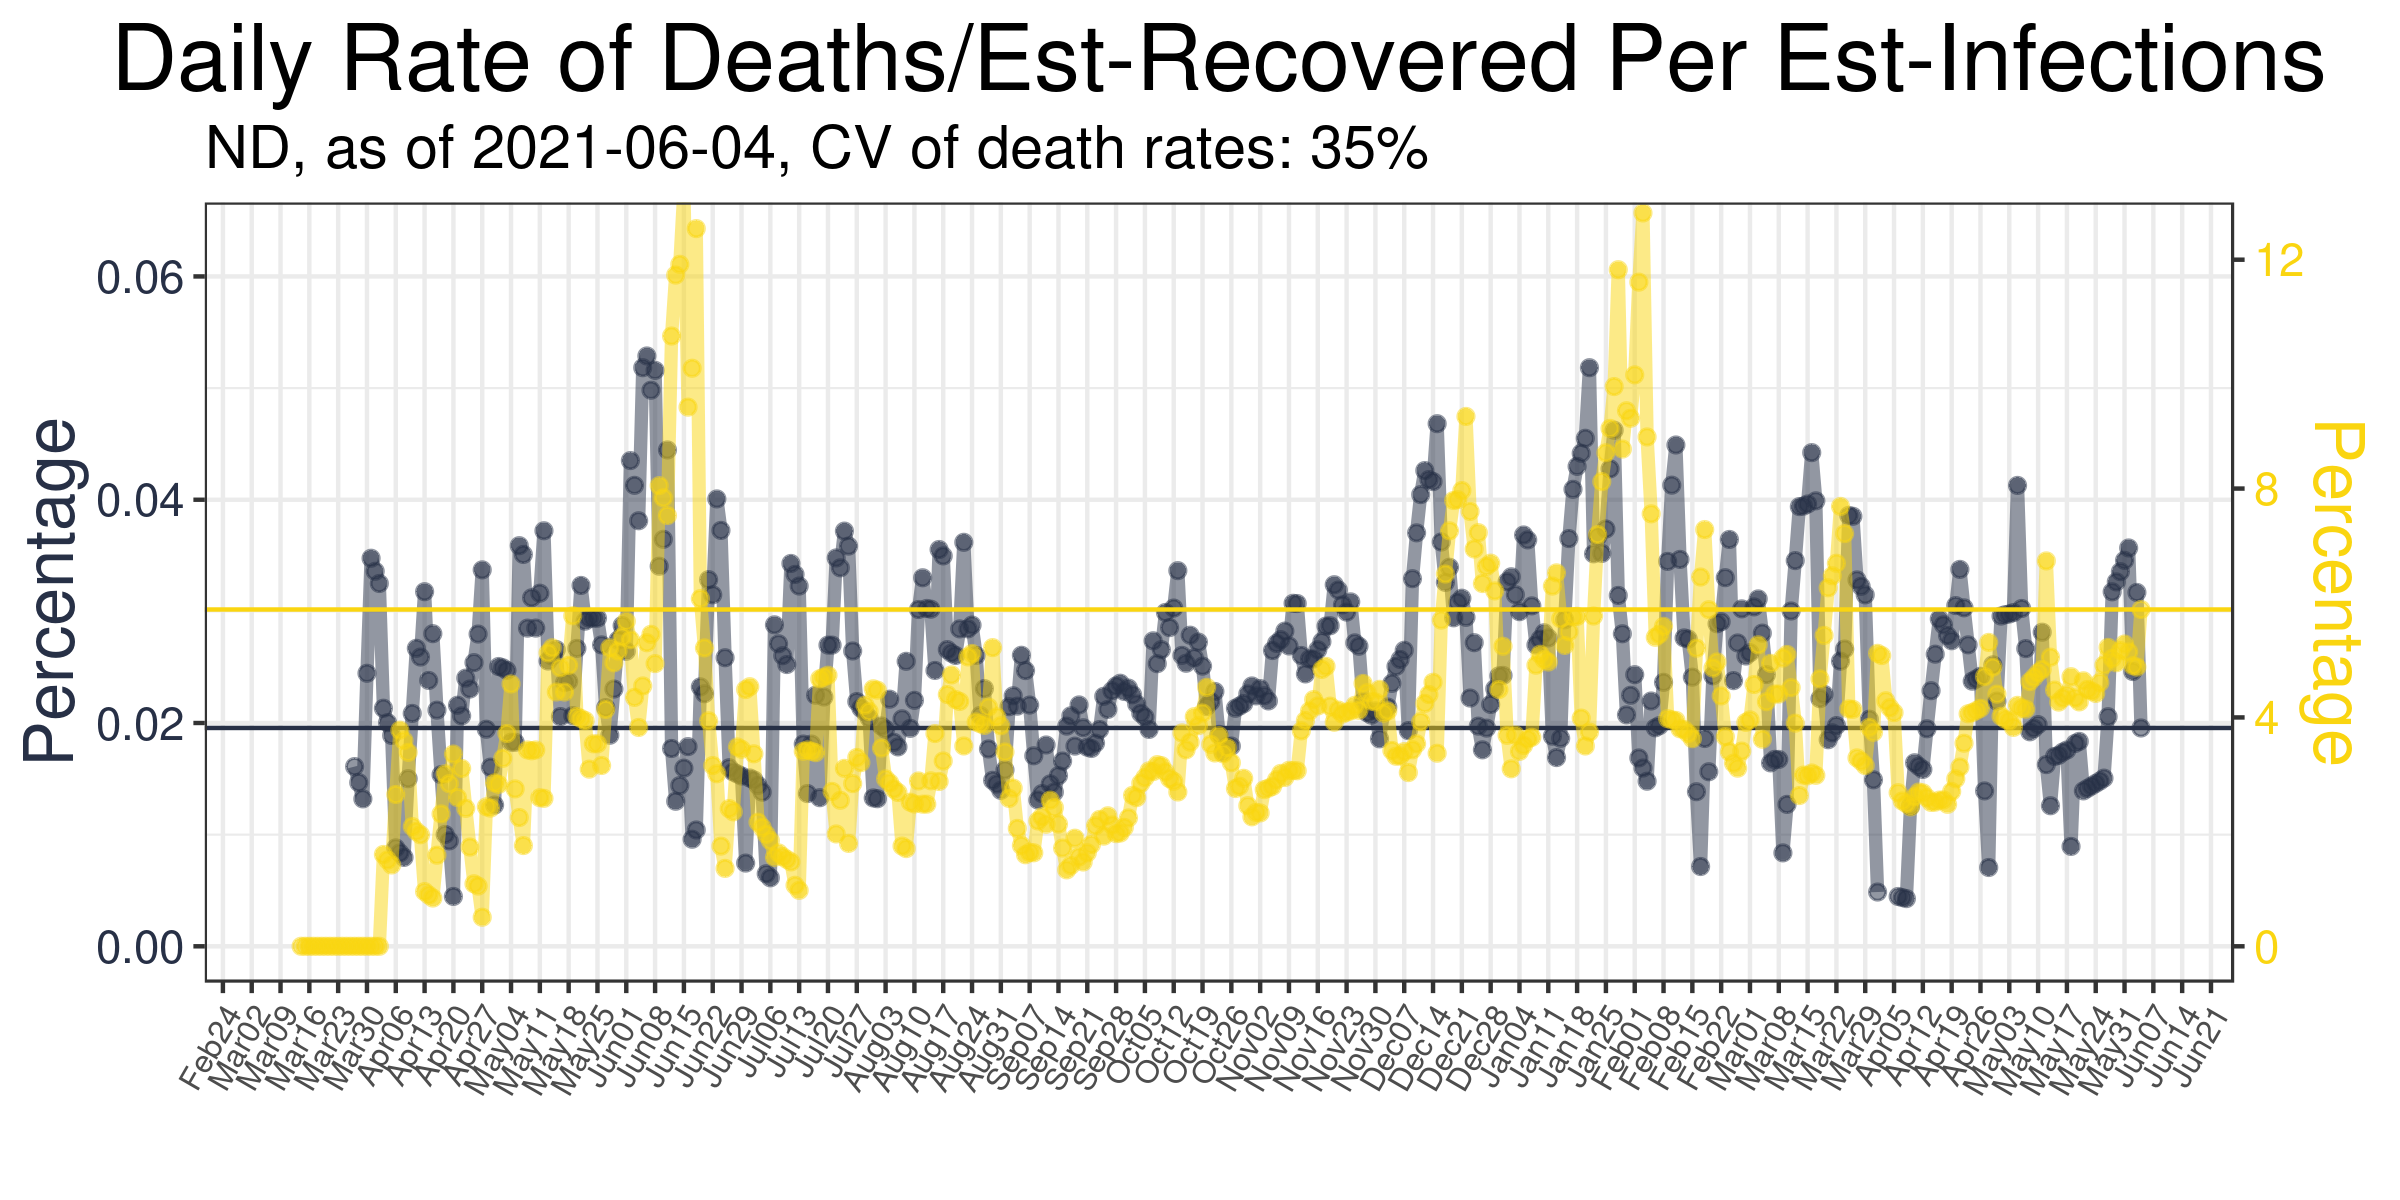 Daily Rate of Deaths/Est-Recovered Per Est-Infections
ND, as of 2021-06-04, CV of death rates: 35%
Percentage
0.06
0.04
0.02
0.00
12
8
4
0
Percentage
Feb24
Mar02
Mar09
Mar16
Mar23
Mar30
Apr06
Apr13
Apr20
Apr27
May04
May11
May18
May25
Jun01
Jun08
Jun15
Jun22
Jun29
Jul06
Jul13
Jul20
Jul27
Aug03
Aug10
Aug17
Aug24
Aug31
Sep07
Sep14
Sep21
Sep28
Oct05
Oct12
Oct19
Oct26
Nov02
Nov09
Nov16
Nov23
Nov30
Dec07
Dec14
Dec21
Dec28
Jan04
Jan11
Jan18
Jan25
Feb01
Feb08
Feb15
Feb22
Mar01
Mar08
Mar15
Mar22
Mar29
Apr05
Apr12
Apr19
Apr26
May03
May10
May17
May24
May31
Jun07
Jun14
Jun21